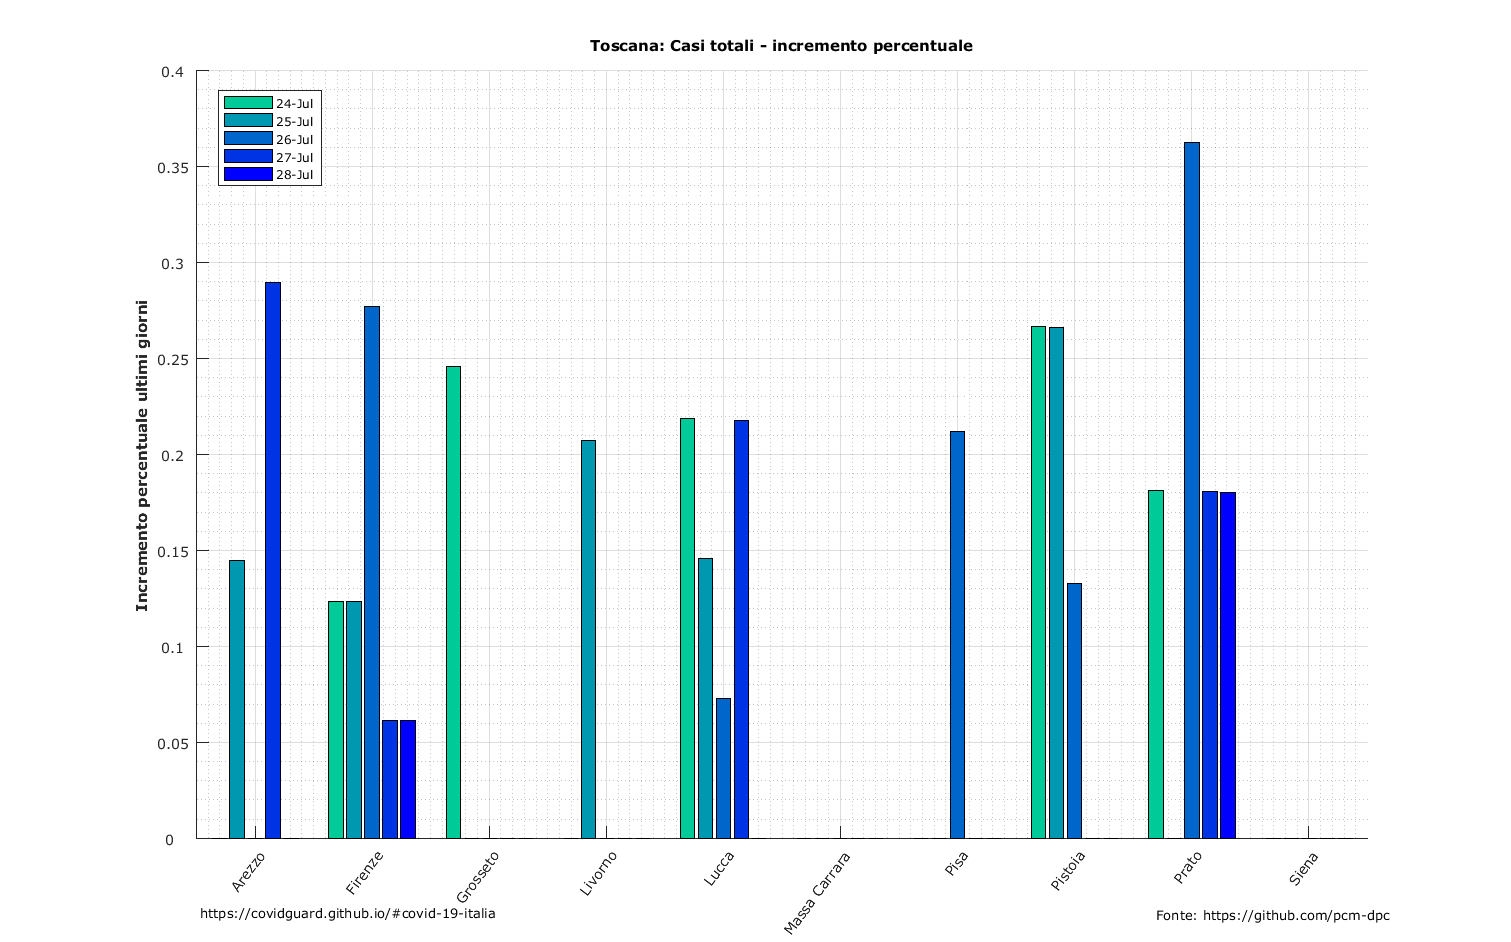 Toscana: Casi totali - incremento percentuale
0.4
0.35
0.3
0.25
0.2
0.15
0.1
0.05
0
Incremento percentuale ultimi giorni
24-Jul
25-Jul
26-Jul
27-Jul
28-Jul
Arezzo
Firenze
Grosseto
Livorno
Lucca
Massa Carrara
Pisa
Pistoia
Prato
Siena
https://covidguard.github.io/#covid-19-italia
Fonte: https://github.com/pcm-dpc